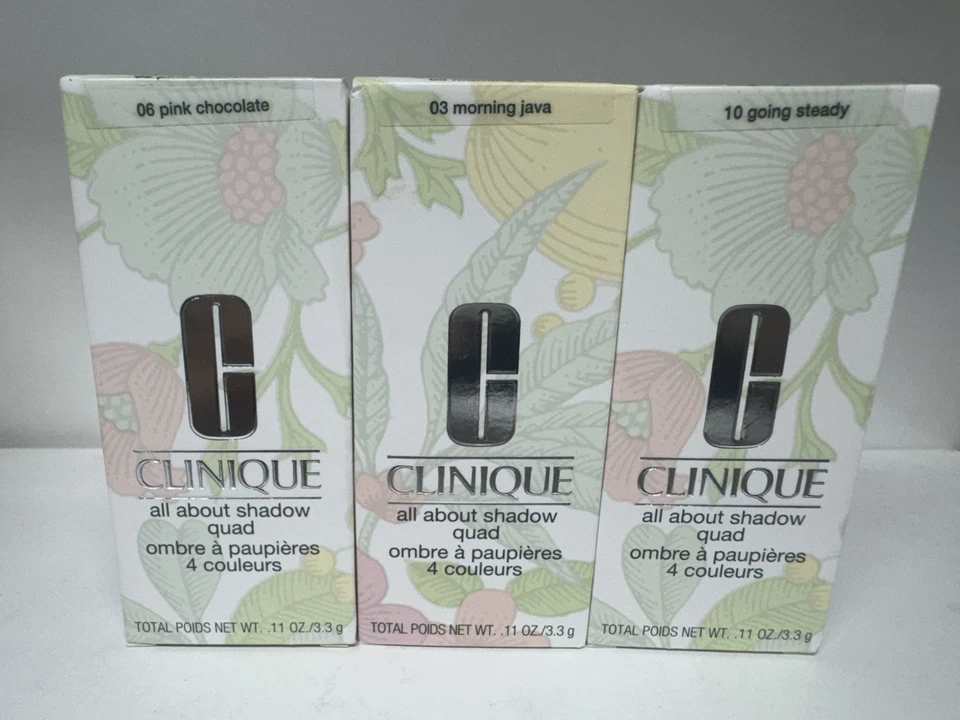 06 pink chocolate
CLINIQUE
all about shadow
quad
ombre à paupières
4 couleurs
TOTAL POIDS NET WT. .11 OZ./3.3 g
03 morning java
CLINIQUE
all about shadow
quad
ombre à paupières
4 couleurs
TOTAL POIDS NET WT. .11 OZ./3.3 g
10 going steady
CLINIQUE
all about shadow
quad
ombre à paupières
4 couleurs
TOTAL POIDS NET WT. .11 OZ./3.3 g